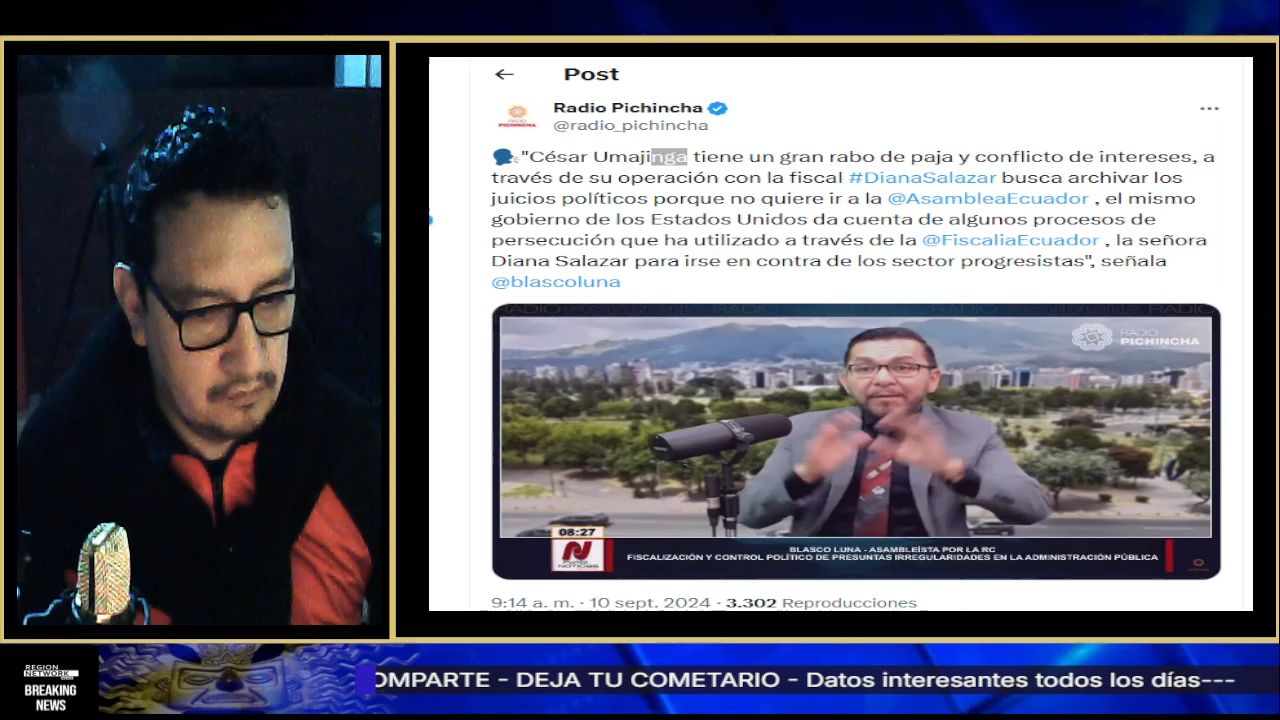 Post
Radio Pichincha
@radio_pichincha
"César Umajinga tiene un gran rabo de paja y conflicto de intereses, a
través de su operación con la fiscal #DianaSalazar busca archivar los
juicios políticos porque no quiere ir a la @AsambleaEcuador , el mismo
gobierno de los Estados Unidos da cuenta de algunos procesos de
persecución que ha utilizado a través de la @FiscaliaEcuador , la señora
Diana Salazar para irse en contra de los sector progresistas", señala
@blascoluna
RADIO
PICHINCHA
08:27
N
NOTICIAS
BLASCO LUNA - ASAMBLEÍSTA POR LA RC
FISCALIZACIÓN Y CONTROL POLÍTICO DE PRESUNTAS IRREGULARIDADES EN LA ADMINISTRACIÓN PÚBLICA
9:14 a. m. · 10 sept. 2024 · 3.302 Reproducciones
REGION
NETWORK
BREAKING
NEWS
OMPARTE - DEJA TU COMETARIO - Datos interesantes todos los días---